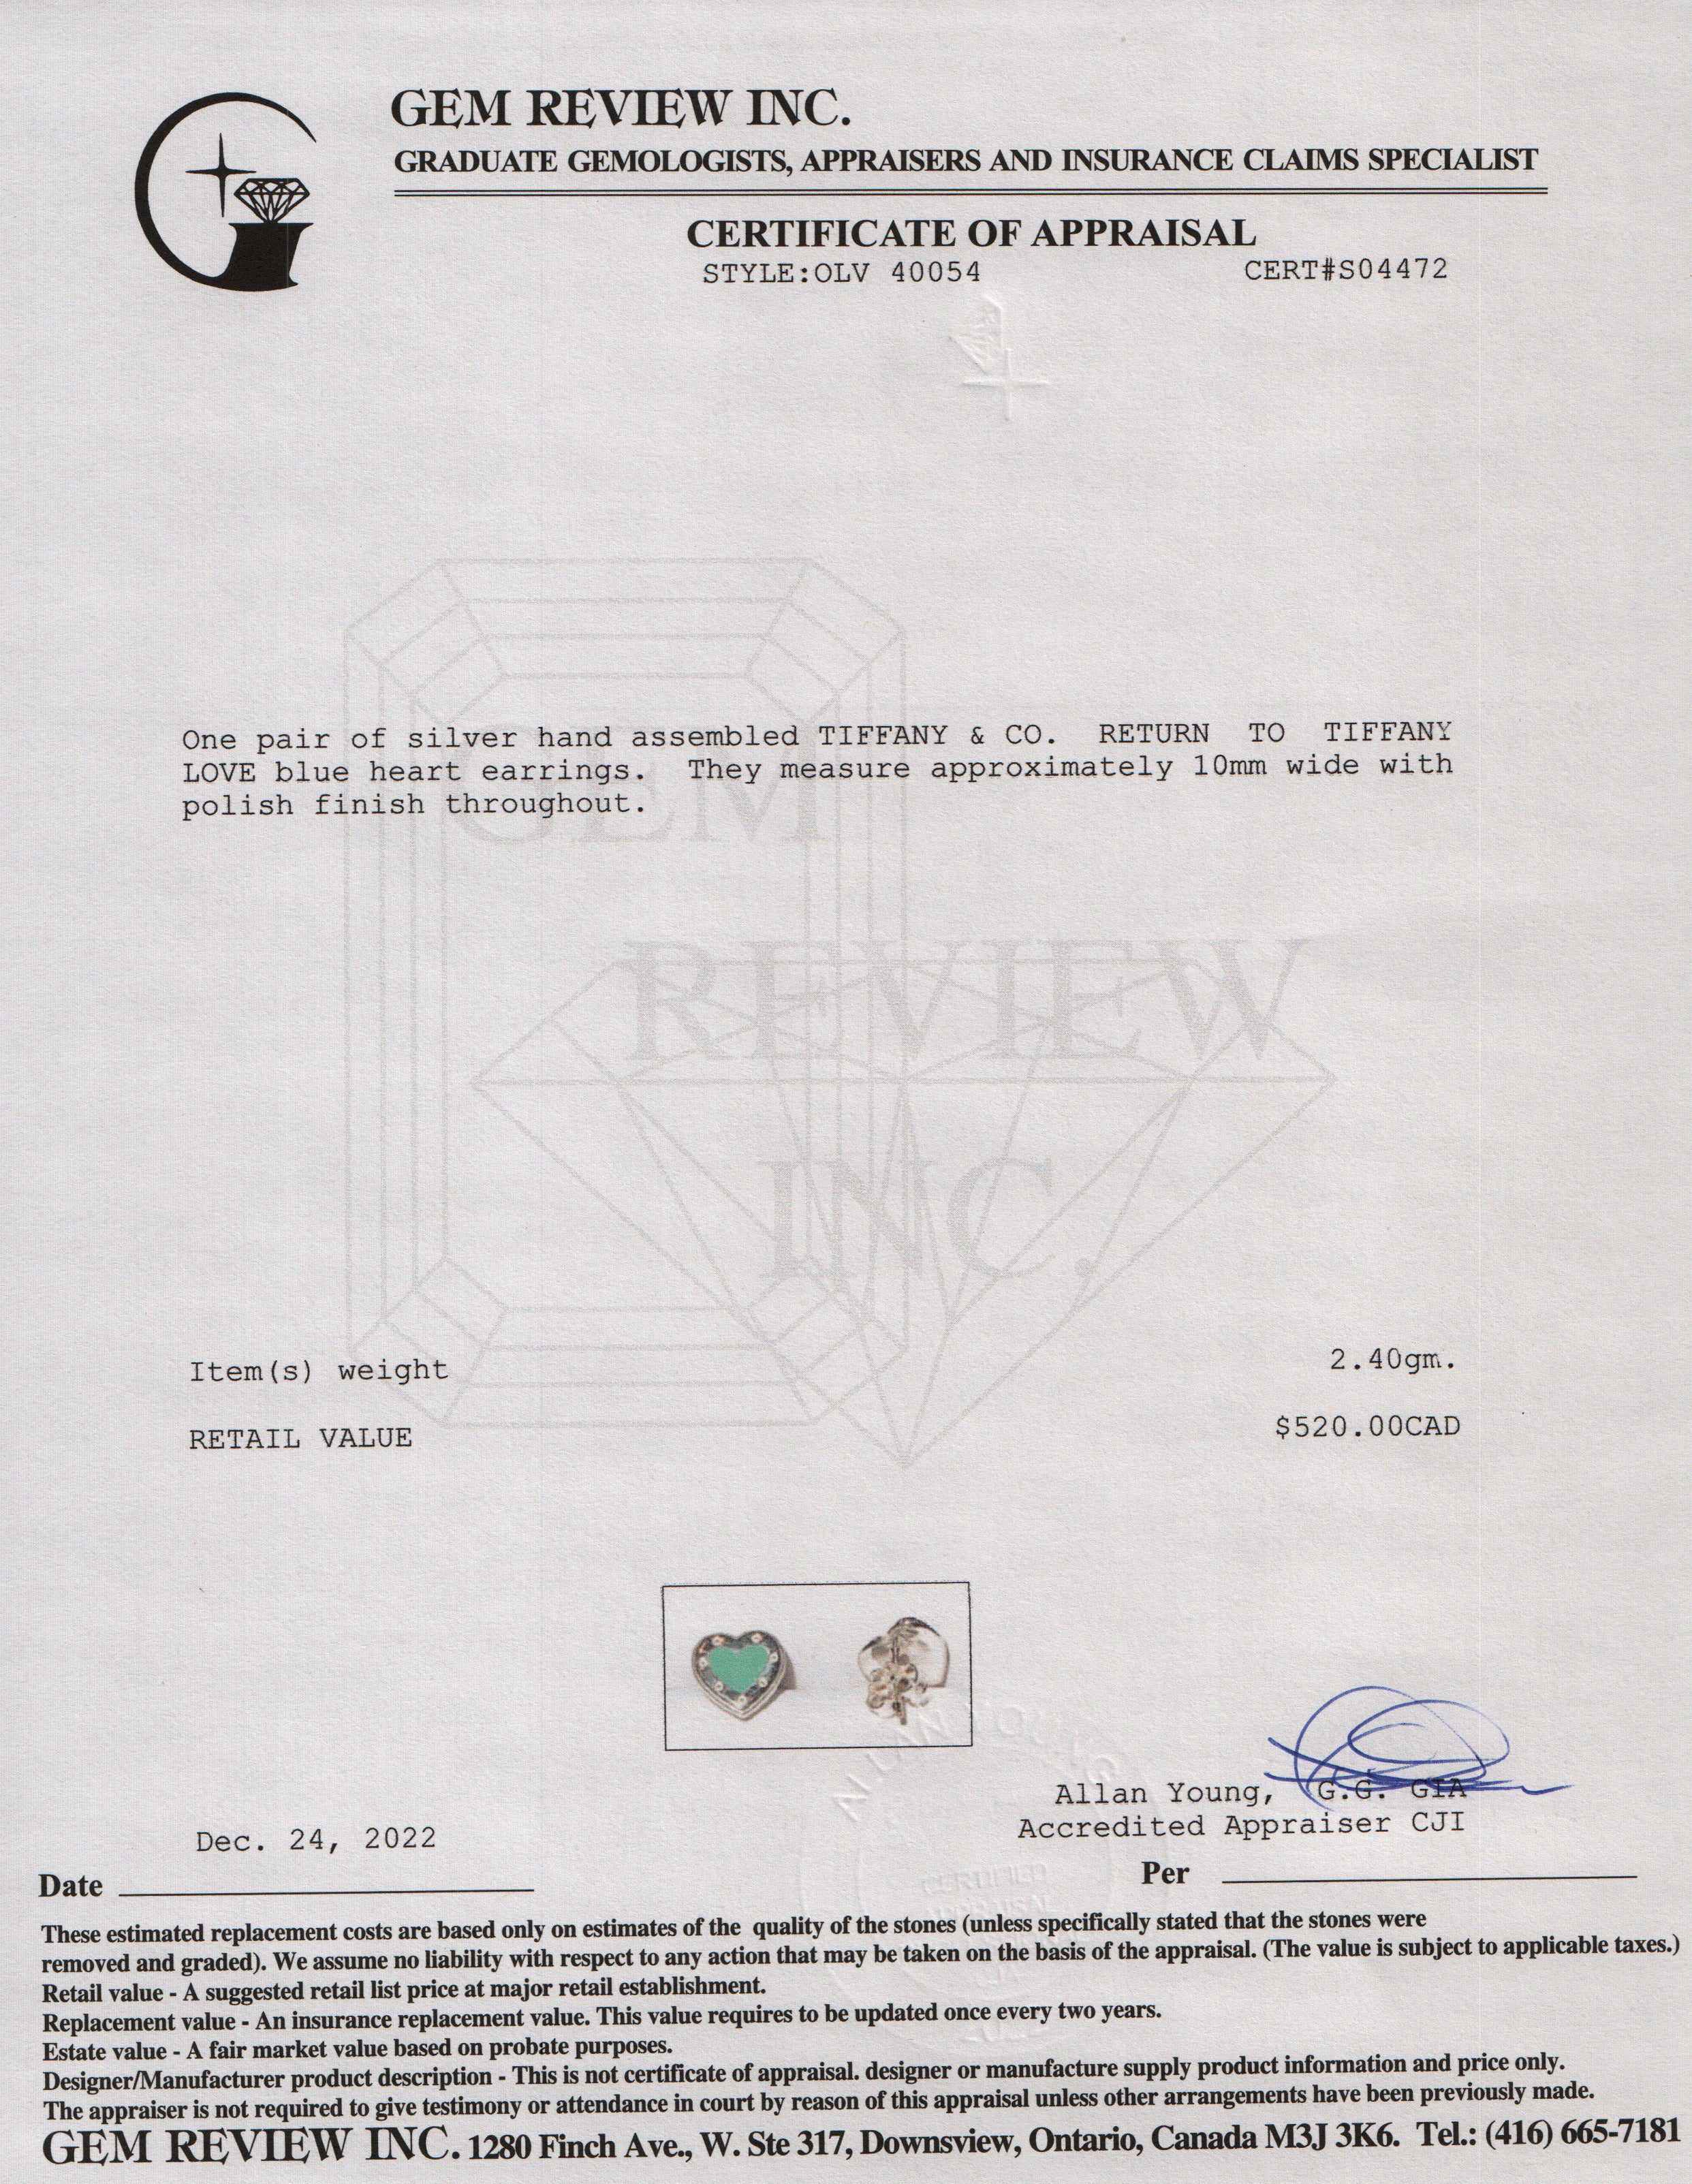 GEM REVIEW INC.
GRADUATE GEMOLOGISTS, APPRAISERS AND INSURANCE CLAIMS SPECIALIST
CERTIFICATE OF APPRAISAL
STYLE:OLV 40054 CERT#S04472
One pair of silver hand assembled TIFFANY & CO. RETURN TO TIFFANY
LOVE blue heart earrings. They measure approximately 10mm wide with
polish finish throughout.
GEM
REVIEW
INC.
Item(s) weight 2.40gm.
RETAIL VALUE $520.00CAD
Allan Young, G.G. GIA
Accredited Appraiser CJI
Dec. 24, 2022
Date
Per
These estimated replacement costs are based only on estimates of the quality of the stones (unless specifically stated that the stones were
removed and graded). We assume no liability with respect to any action that may be taken on the basis of the appraisal. (The value is subject to applicable taxes.)
Retail value - A suggested retail list price at major retail establishment.
Replacement value - An insurance replacement value. This value requires to be updated once every two years.
Estate value - A fair market value based on probate purposes.
Designer/Manufacturer product description - This is not certificate of appraisal. designer or manufacture supply product information and price only.
The appraiser is not required to give testimony or attendance in court by reason of this appraisal unless other arrangements have been previously made.
GEM REVIEW INC. 1280 Finch Ave., W. Ste 317, Downsview, Ontario, Canada M3J 3K6. Tel.: (416) 665-7181